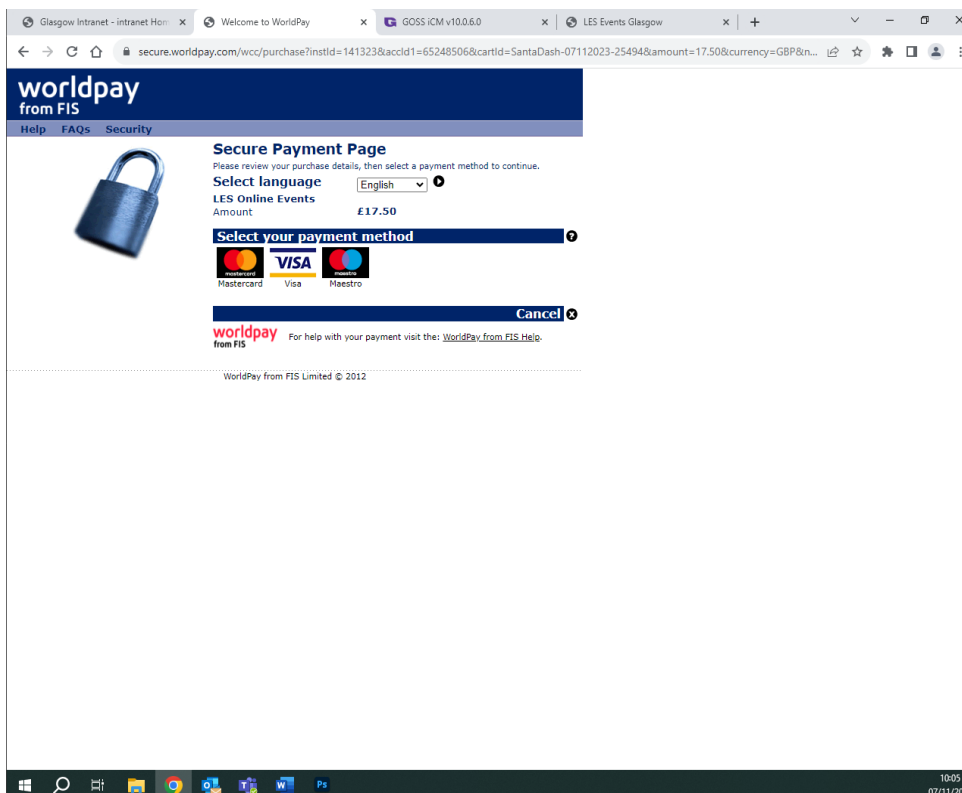 Glasgow Intranet - intranet Hom
Welcome to WorldPay
GOSS iCM v10.0.6.0
LES Events Glasgow
secure.worldpay.com/wcc/purchase?instId=141323&accId1=65248506&cartId=SantaDash-07112023-25494&amount=17.50&currency=GBP&n...
worldpay
from FIS
Help FAQs Security
Secure Payment Page
Please review your purchase details, then select a payment method to continue.
Select language English
LES Online Events
Amount £17.50
Select your payment method
mastercard VISA maestro
Mastercard Visa Maestro
Cancel
worldpay
from FIS
For help with your payment visit the: WorldPay from FIS Help.
WorldPay from FIS Limited © 2012
10:05
07/11/20